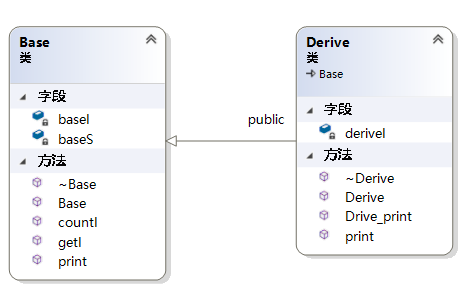 Base
类
字段
baseI
baseS
方法
~Base
Base
countI
getI
print
public
Derive
类
Base
字段
deriveI
方法
~Derive
Derive
Drive_print
print